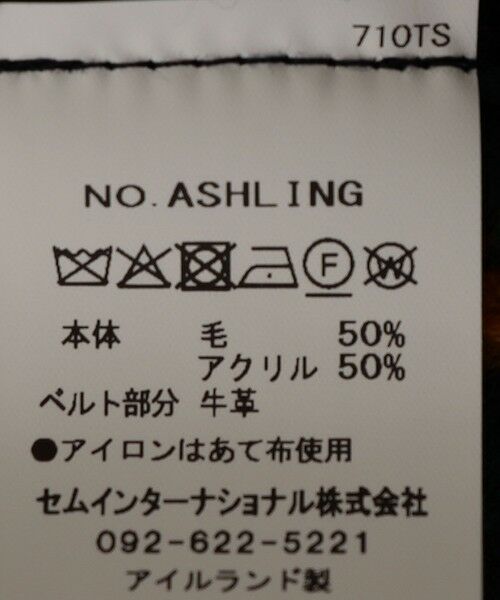 710TS
NO. ASHLING
F W
本体 毛 50%
アクリル 50%
ベルト部分 牛革
●アイロンはあて布使用
セムインターナショナル株式会社
092-622-5221
アイルランド製